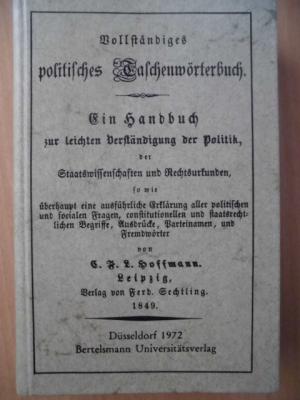 Vollständiges
politisches Taschenwörterbuch.
Ein Handbuch
zur leichten Verständigung der Politik,
der
Staatswissenschaften und Rechtsurkunden,
so wie
überhaupt eine ausführliche Erklärung aller politischen
und socialen Fragen, constitutionellen und staatsrecht-
lichen Begriffe, Ausdrücke, Parteinamen, und
Fremdwörter
von
C. F. L. Hoffmann.
Leipzig,
Verlag von Ferd. Sechtling.
1849.
Düsseldorf 1972
Bertelsmann Universitätsverlag